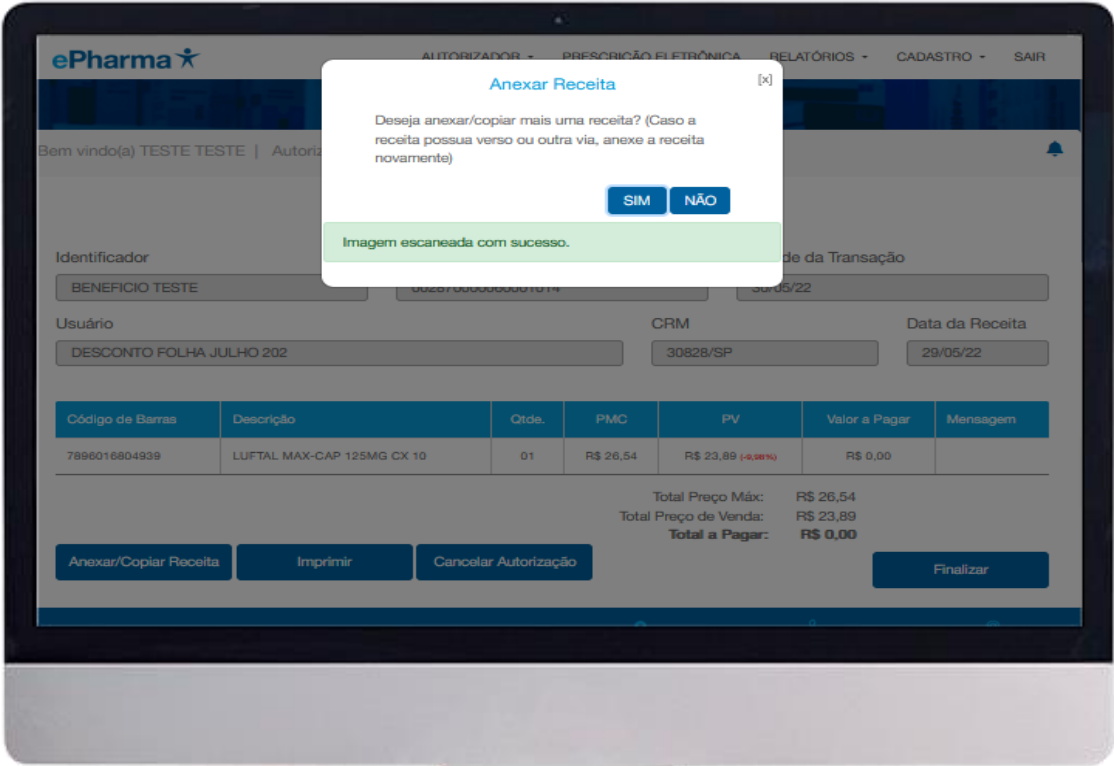 ePharma
AUTORIZADOR PRESCRIÇÃO ELETRÔNICA RELATÓRIOS CADASTRO SAIR
Anexar Receita [x]
Deseja anexar/copiar mais uma receita? (Caso a
receita possua verso ou outra via, anexe a receita
novamente)
SIM NÃO
Imagem escaneada com sucesso.
Bem vindo(a) TESTE TESTE | Autoriz
Identificador de da Transação
BENEFICIO TESTE 30/05/22
Usuário CRM Data da Receita
DESCONTO FOLHA JULHO 202 30828/SP 29/05/22
Código de Barras Descrição Qtde. PMC PV Valor a Pagar Mensagem
7896016804939 LUFTAL MAX-CAP 125MG CX 10 01 R$ 26,54 R$ 23,89 (-9,98%) R$ 0,00
Total Preço Máx: R$ 26,54
Total Preço de Venda: R$ 23,89
Total a Pagar: R$ 0,00
Anexar/Copiar Receita Imprimir Cancelar Autorização Finalizar